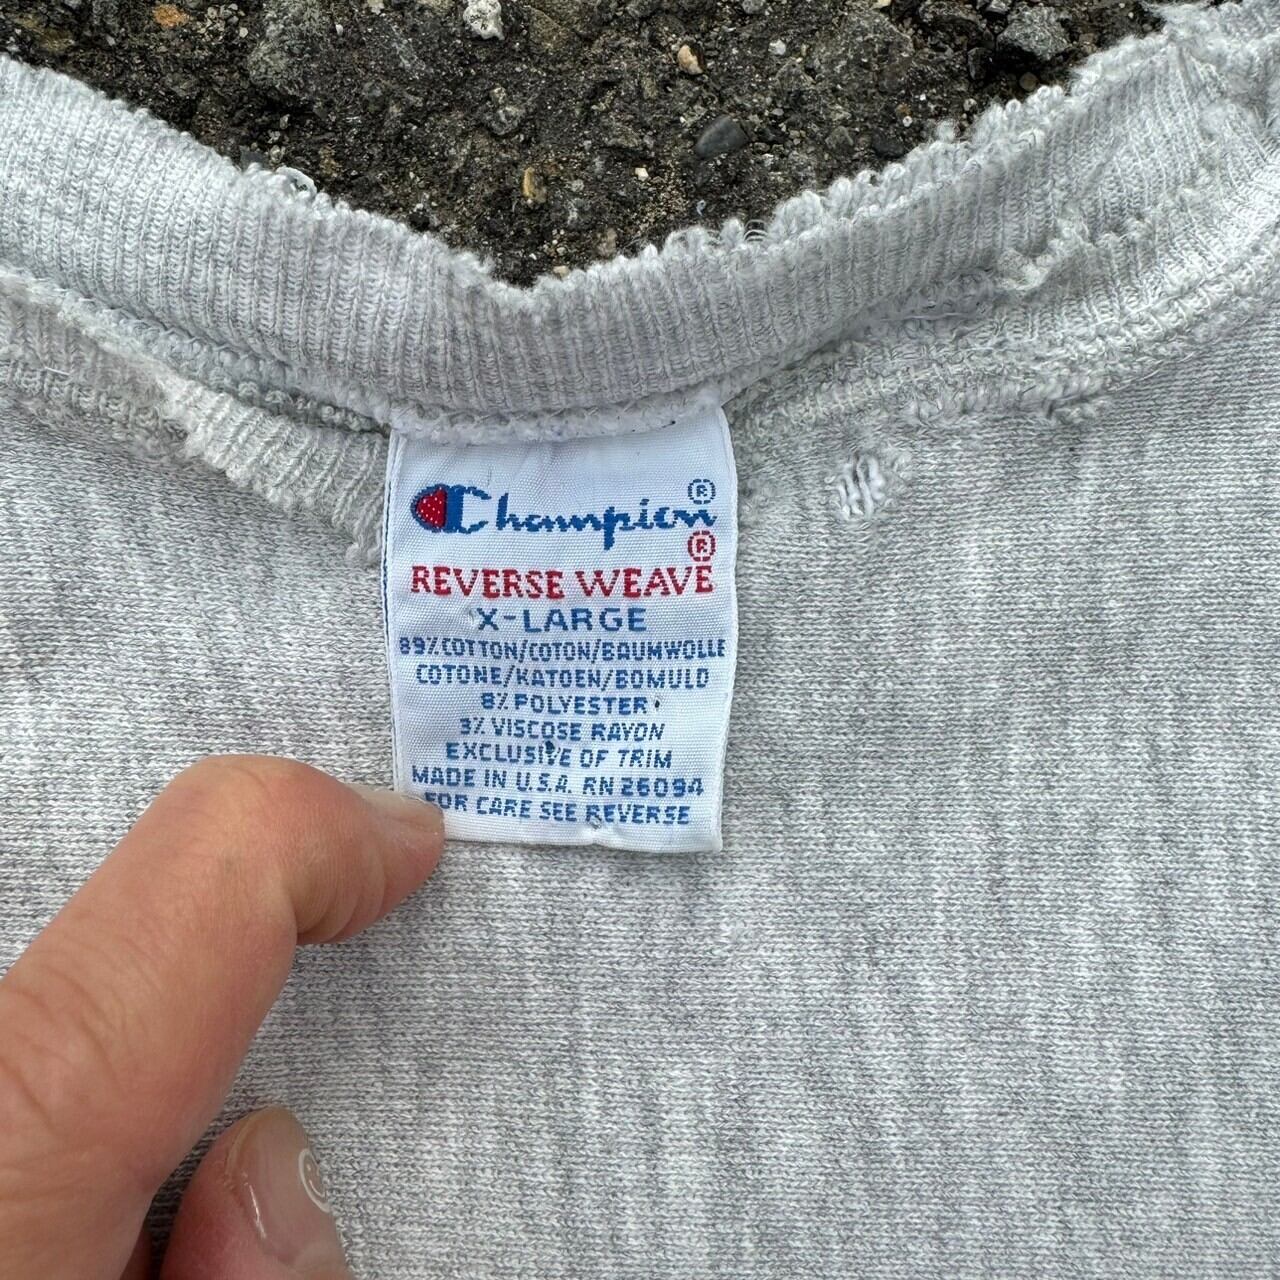 Champion®
®
REVERSE WEAVE
X-LARGE
89% COTTON/COTON/BAUMWOLLE
COTONE/KATOEN/BOMULD
8% POLYESTER
3% VISCOSE RAYON
EXCLUSIVE OF TRIM
MADE IN U.S.A. RN 26094
FOR CARE SEE REVERSE